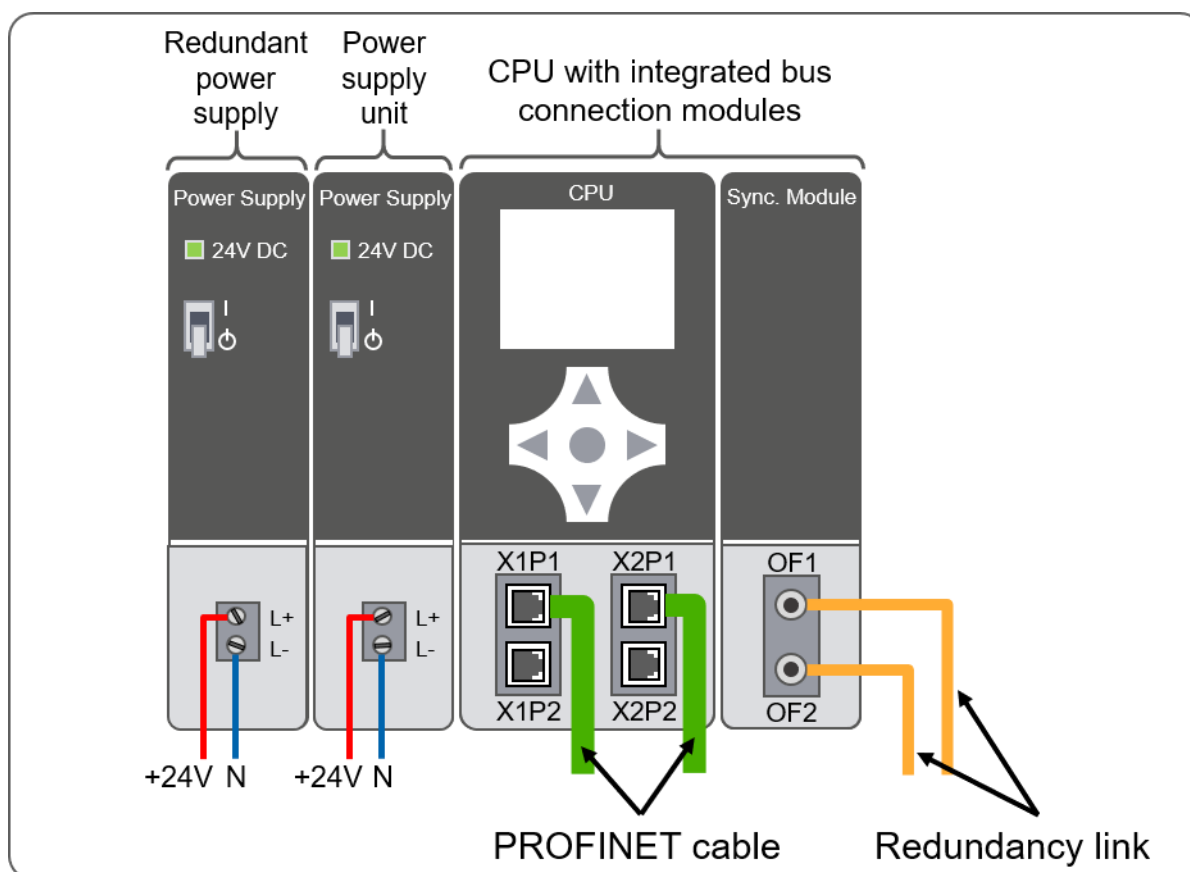 Redundant
power
supply
Power
supply
unit
CPU with integrated bus
connection modules
Power Supply
Power Supply
CPU
Sync. Module
24V DC
24V DC
I
I
X1P1
X2P1
OF1
L+
L-
L+
L-
X1P2
X2P2
OF2
+24V N
+24V N
PROFINET cable
Redundancy link